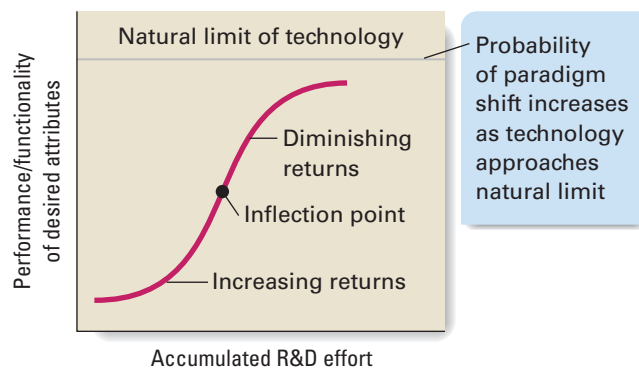 Natural limit of technology
Probability
of paradigm
shift increases
as technology
approaches
natural limit
Performance/functionality
of desired attributes
Diminishing
returns
Inflection point
Increasing returns
Accumulated R&D effort